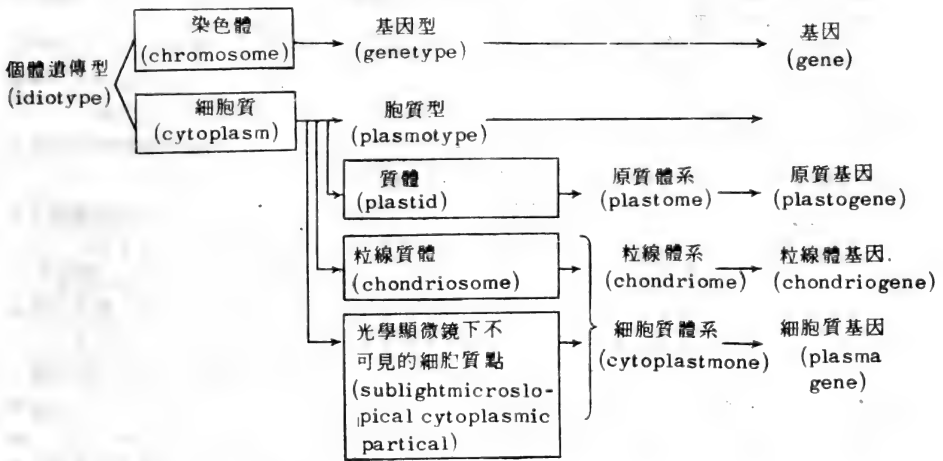 染色體
(chromosome)
基因型
(genetype)
基因
(gene)
個體遺傳型
(idiotype)
細胞質
(cytoplasm)
胞質型
(plasmotype)
質體
(plastid)
原質體系
(plastome)
原質基因
(plastogene)
粒線質體
(chondriosome)
粒線體系
(chondriome)
粒線體基因.
(chondriogene)
光學顯微鏡下不
可見的細胞質點
(sublightmicroslo-
pical cytoplasmic
partical)
細胞質體系
(cytoplastmone)
細胞質基因
(plasma
gene)